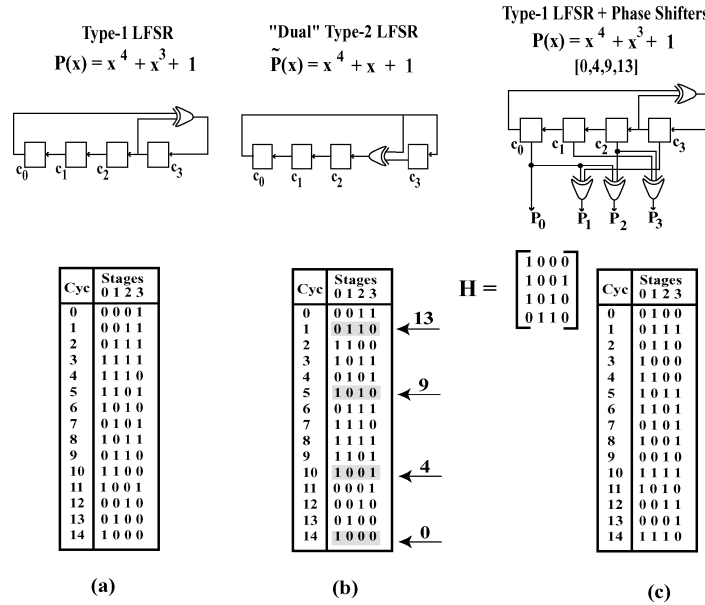 Type-1 LFSR
P(x) = x^4 + x^3 + 1
c0 c1 c2 c3
Cyc Stages
0 1 2 3
0 0 0 0 1
1 0 0 1 1
2 0 1 1 1
3 1 1 1 1
4 1 1 1 0
5 1 1 0 1
6 1 0 1 0
7 0 1 0 1
8 1 0 1 1
9 0 1 1 0
10 1 1 0 0
11 1 0 0 1
12 0 0 1 0
13 0 1 0 0
14 1 0 0 0
(a)
"Dual" Type-2 LFSR
P̃(x) = x^4 + x + 1
c0 c1 c2 c3
Cyc Stages
0 1 2 3
0 0 0 1 1
1 0 1 1 0 13
2 1 1 0 0
3 1 0 1 1
4 0 1 0 1
5 1 0 1 0 9
6 0 1 1 1
7 1 1 1 0
8 1 1 1 1
9 1 1 0 1
10 1 0 0 1 4
11 0 0 0 1
12 0 0 1 0
13 0 1 0 0
14 1 0 0 0 0
(b)
Type-1 LFSR + Phase Shifters
P(x) = x^4 + x^3 + 1
[0,4,9,13]
c0 c1 c2 c3
P0 P1 P2 P3
H =
1 0 0 0
1 0 0 1
1 0 1 0
0 1 1 0
Cyc Stages
0 1 2 3
0 0 1 0 0
1 0 1 1 1
2 0 1 1 0
3 1 0 0 0
4 1 1 0 0
5 1 0 1 1
6 1 1 0 1
7 0 1 0 1
8 1 0 0 1
9 0 0 1 0
10 1 1 1 1
11 1 0 1 0
12 0 0 1 1
13 0 0 0 1
14 1 1 1 0
(c)